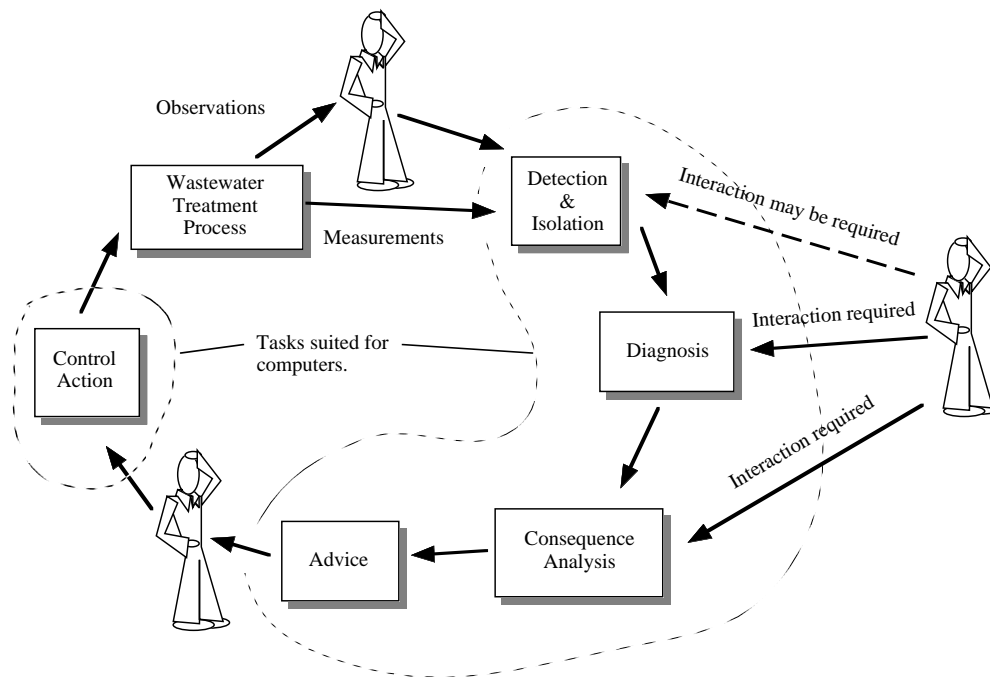 Observations
Wastewater
Treatment
Process
Measurements
Detection
&
Isolation
Interaction may be required
Interaction required
Diagnosis
Tasks suited for
computers.
Control
Action
Interaction required
Consequence
Analysis
Advice